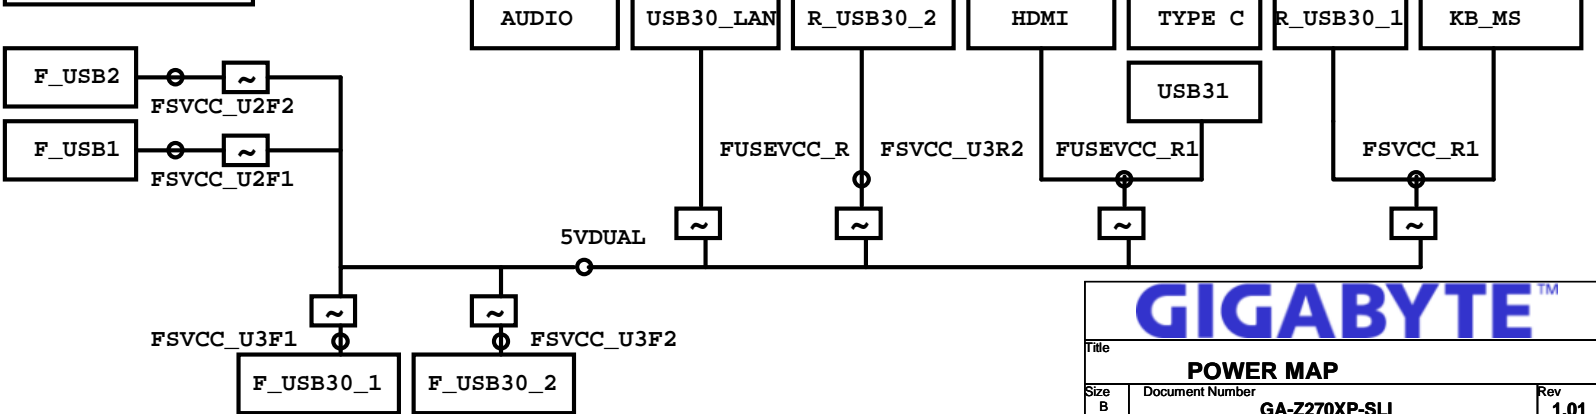 AUDIO
USB30_LAN
R_USB30_2
HDMI
TYPE C
R_USB30_1
KB_MS
F_USB2
FSVCC_U2F2
USB31
F_USB1
FSVCC_U2F1
FUSEVCC_R
FSVCC_U3R2
FUSEVCC_R1
FSVCC_R1
~
~
~
~
~
~
5VDUAL
~
~
FSVCC_U3F1
FSVCC_U3F2
F_USB30_1
F_USB30_2
GIGABYTE™
Title
POWER MAP
Size
Document Number
Rev
B
GA-Z270XP-SLI
1.01